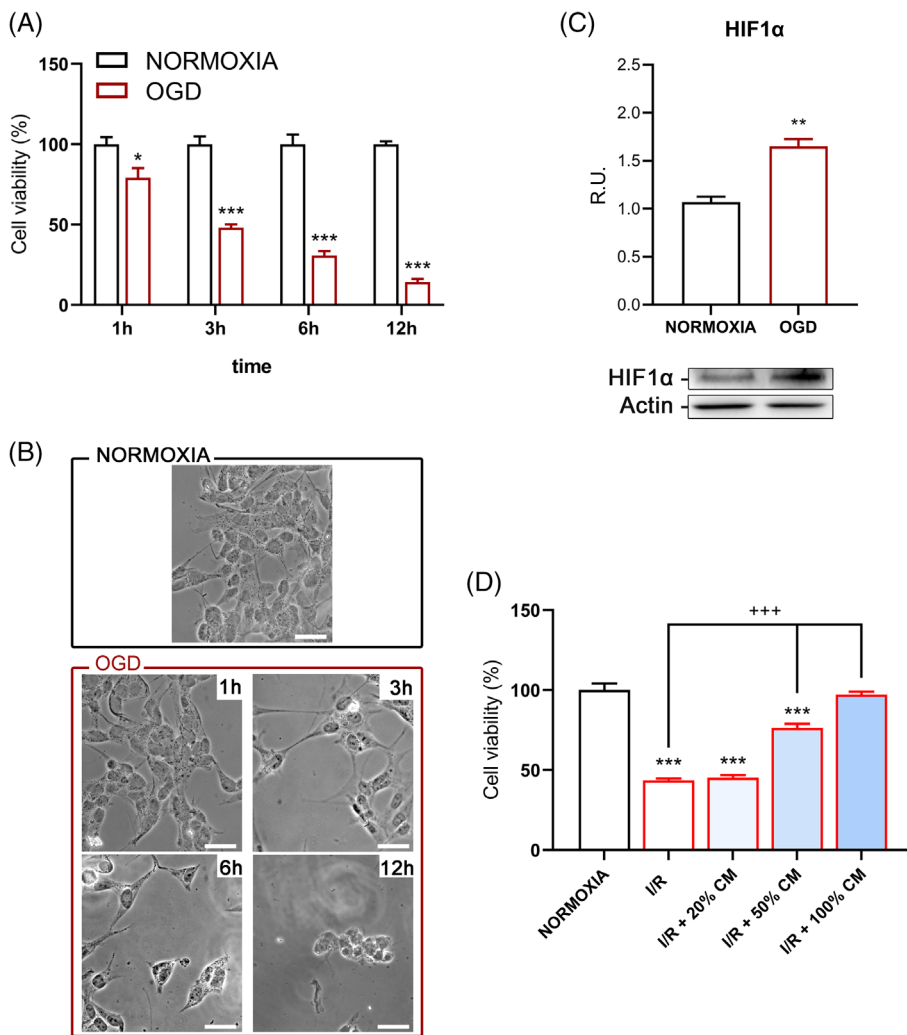 (A)
NORMOXIA
OGD
Cell viability (%)
150
100
50
0
*
***
***
***
1h
3h
6h
12h
time
(C)
HIF1α
R.U.
2.5
2.0
1.5
1.0
0.5
0.0
**
NORMOXIA
OGD
HIF1α
Actin
(B)
NORMOXIA
OGD
1h
3h
6h
12h
(D)
Cell viability (%)
150
100
50
0
+++
***
***
***
NORMOXIA
I/R
I/R + 20% CM
I/R + 50% CM
I/R + 100% CM